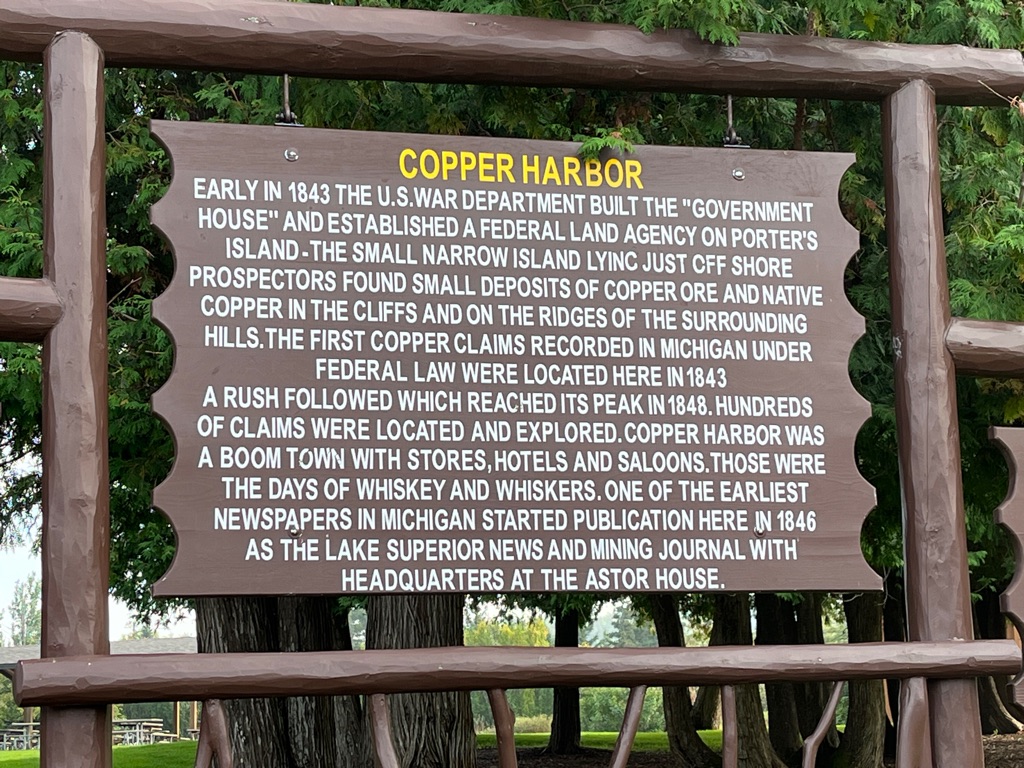 COPPER HARBOR
EARLY IN 1843 THE U.S.WAR DEPARTMENT BUILT THE "GOVERNMENT
HOUSE" AND ESTABLISHED A FEDERAL LAND AGENCY ON PORTER'S
ISLAND-THE SMALL NARROW ISLAND LYING JUST OFF SHORE
PROSPECTORS FOUND SMALL DEPOSITS OF COPPER ORE AND NATIVE
COPPER IN THE CLIFFS AND ON THE RIDGES OF THE SURROUNDING
HILLS.THE FIRST COPPER CLAIMS RECORDED IN MICHIGAN UNDER
FEDERAL LAW WERE LOCATED HERE IN 1843
A RUSH FOLLOWED WHICH REACHED ITS PEAK IN 1848. HUNDREDS
OF CLAIMS WERE LOCATED AND EXPLORED.COPPER HARBOR WAS
A BOOM TOWN WITH STORES,HOTELS AND SALOONS.THOSE WERE
THE DAYS OF WHISKEY AND WHISKERS. ONE OF THE EARLIEST
NEWSPAPERS IN MICHIGAN STARTED PUBLICATION HERE IN 1846
AS THE LAKE SUPERIOR NEWS AND MINING JOURNAL WITH
HEADQUARTERS AT THE ASTOR HOUSE.